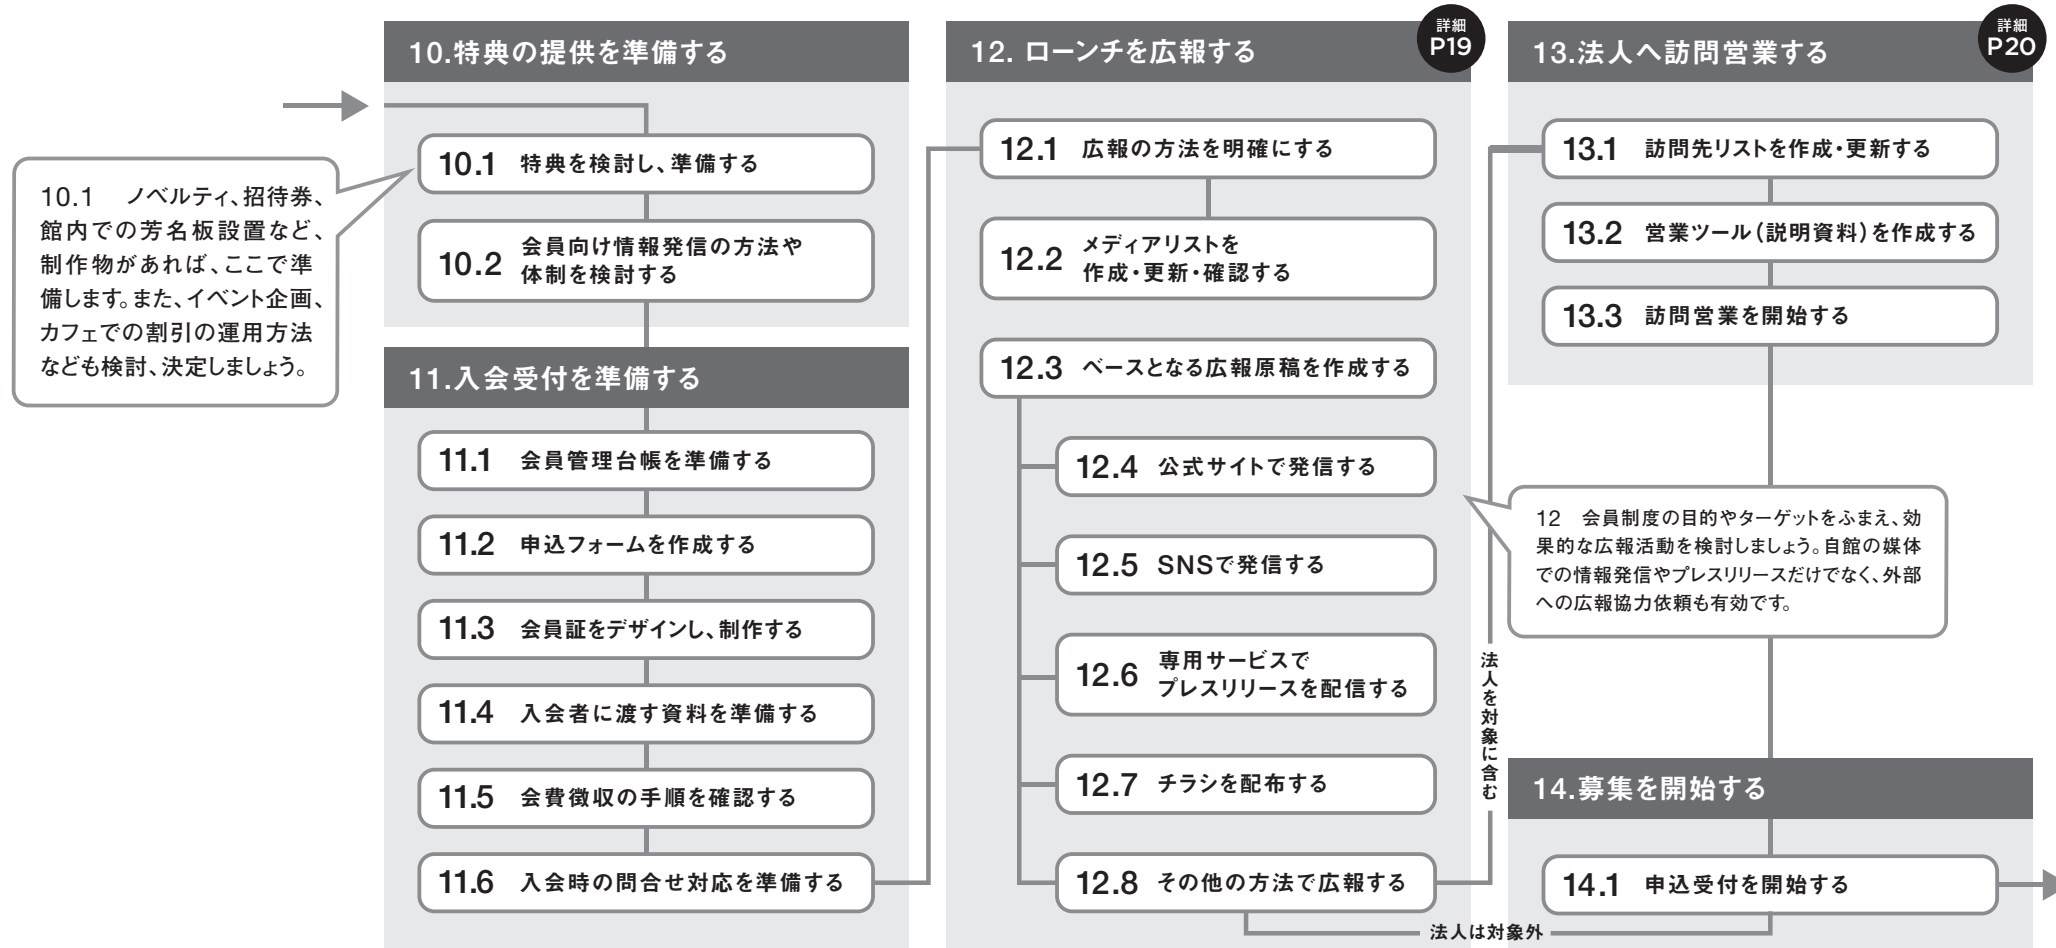 10.特典の提供を準備する
10.1 特典を検討し、準備する
10.2 会員向け情報発信の方法や
体制を検討する
10.1 ノベルティ、招待券、
館内での芳名板設置など、
制作物があれば、ここで準
備します。また、イベント企画、
カフェでの割引の運用方法
なども検討、決定しましょう。
11.入会受付を準備する
11.1 会員管理台帳を準備する
11.2 申込フォームを作成する
11.3 会員証をデザインし、制作する
11.4 入会者に渡す資料を準備する
11.5 会費徴収の手順を確認する
11.6 入会時の問合せ対応を準備する
12. ローンチを広報する
詳細
P19
12.1 広報の方法を明確にする
12.2 メディアリストを
作成・更新・確認する
12.3 ベースとなる広報原稿を作成する
12.4 公式サイトで発信する
12.5 SNSで発信する
12.6 専用サービスで
プレスリリースを配信する
12.7 チラシを配布する
12.8 その他の方法で広報する
法人を対象に含む
法人は対象外
13.法人へ訪問営業する
詳細
P20
13.1 訪問先リストを作成・更新する
13.2 営業ツール(説明資料)を作成する
13.3 訪問営業を開始する
12 会員制度の目的やターゲットをふまえ、効
果的な広報活動を検討しましょう。自館の媒体
での情報発信やプレスリリースだけでなく、外部
への広報協力依頼も有効です。
14.募集を開始する
14.1 申込受付を開始する